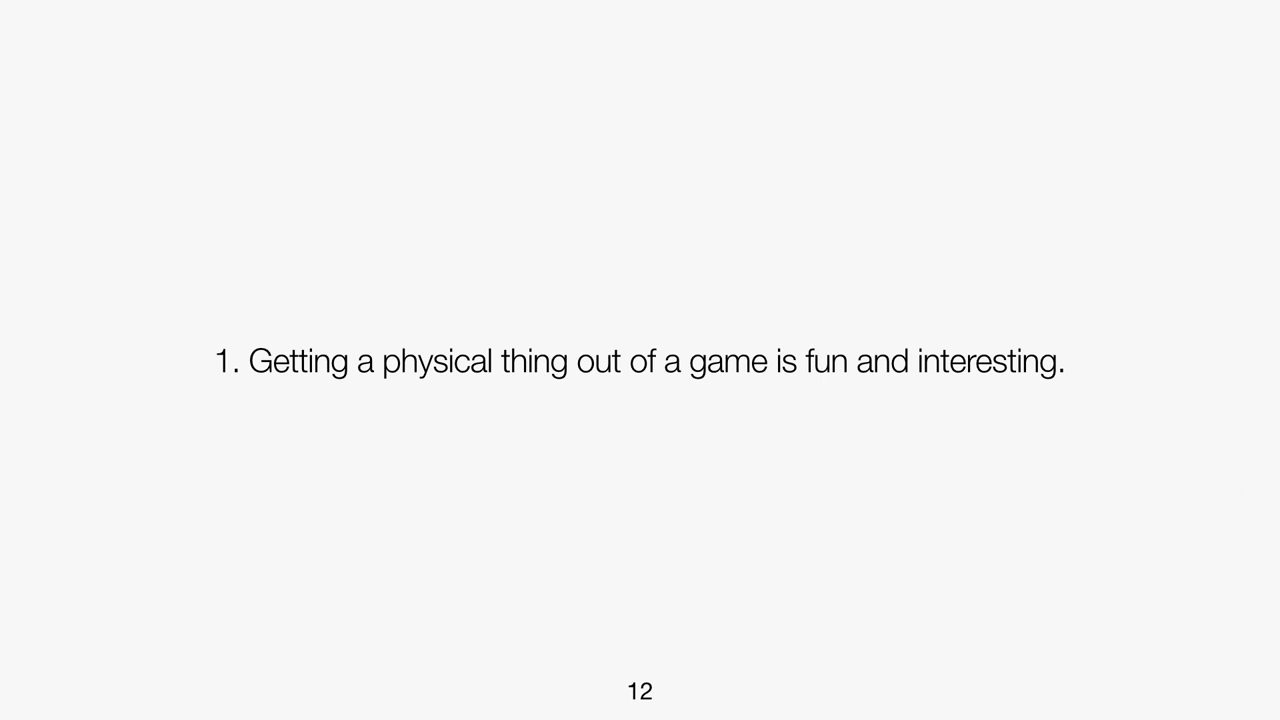 1. Getting a physical thing out of a game is fun and interesting.
12